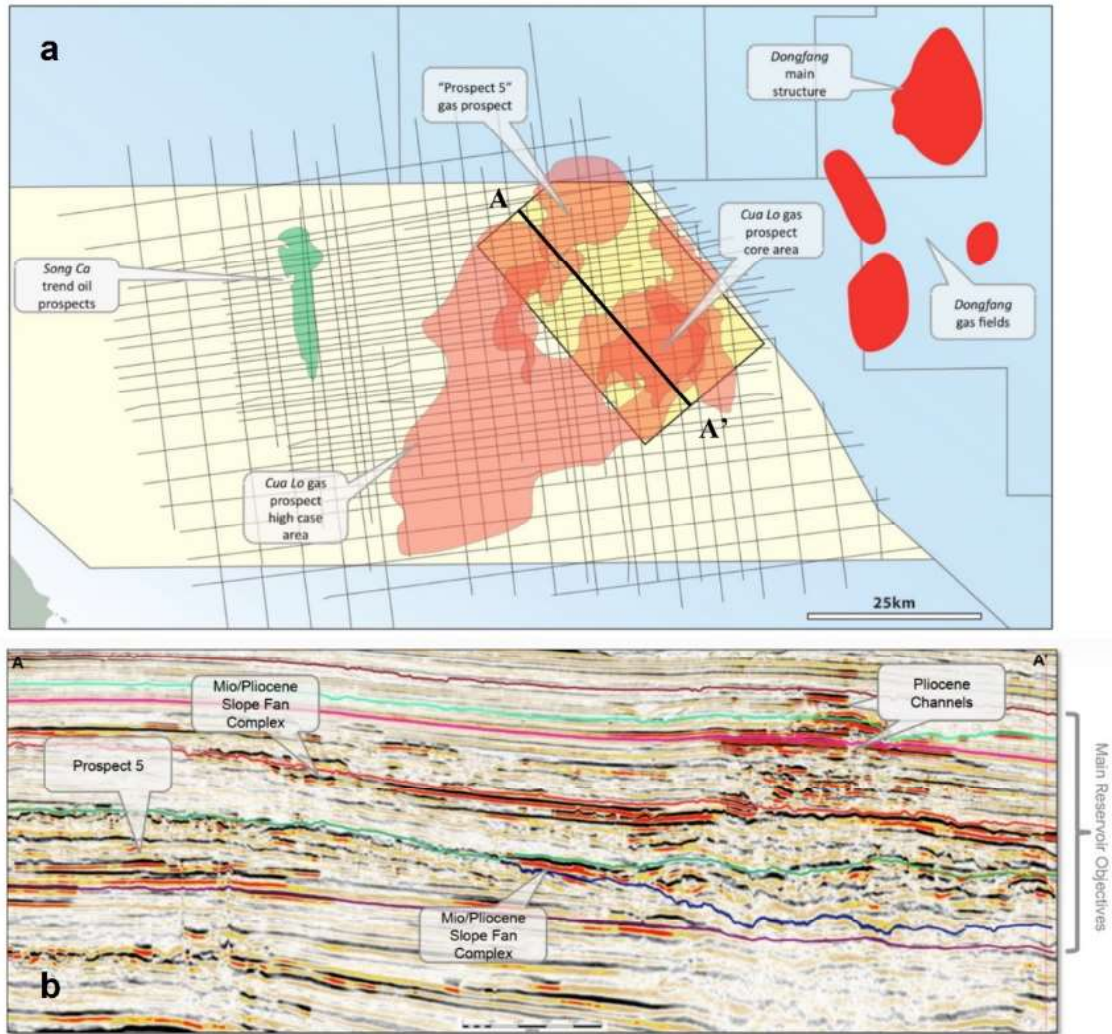 a
"Prospect 5"
gas prospect
Dongfang
main
structure
A
Cua Lo gas
prospect
core area
Song Ca
trend oil
prospects
Dongfang
gas fields
A'
Cua Lo gas
prospect
high case
area
25km
A
A'
Mio/Pliocene
Slope Fan
Complex
Pliocene
Channels
Prospect 5
Main Reservoir Objectives
Mio/Pliocene
Slope Fan
Complex
b